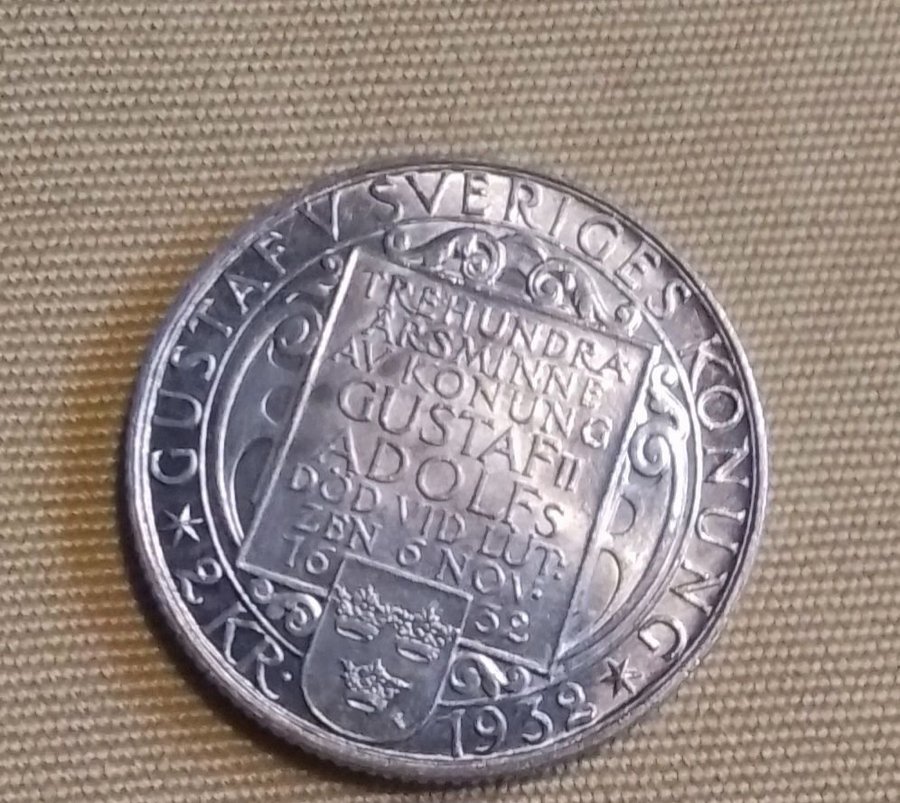 GUSTAF V SVERIGES KONUNG
TREHUNDRA
ÅRSMINNE
AV KONUNG
GUSTAF II
ADOLFS
DÖD VID LUT-
ZEN 6 NOV.
16 32
2 KR. 1932